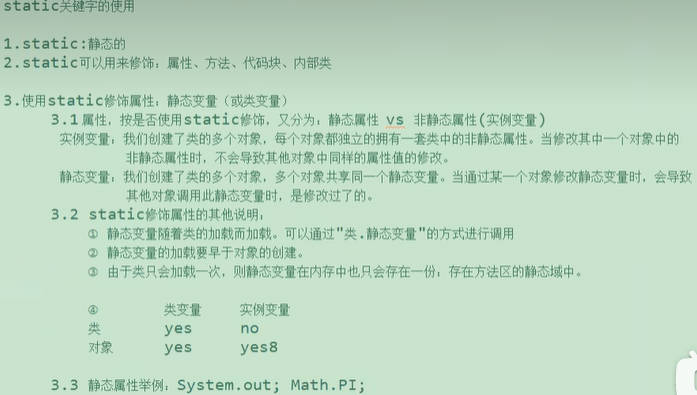 static关键字的使用
1.static:静态的
2.static可以用来修饰：属性、方法、代码块、内部类
3.使用static修饰属性：静态变量（或类变量）
3.1属性，按是否使用static修饰，又分为：静态属性 vs 非静态属性(实例变量)
实例变量：我们创建了类的多个对象，每个对象都独立的拥有一套类中的非静态属性。当修改其中一个对象中的
非静态属性时，不会导致其他对象中同样的属性值的修改。
静态变量：我们创建了类的多个对象，多个对象共享同一个静态变量。当通过某一个对象修改静态变量时，会导致
其他对象调用此静态变量时，是修改过了的。
3.2 static修饰属性的其他说明：
① 静态变量随着类的加载而加载。可以通过"类.静态变量"的方式进行调用
② 静态变量的加载要早于对象的创建。
③ 由于类只会加载一次，则静态变量在内存中也只会存在一份：存在方法区的静态域中。
④ 类变量 实例变量
类 yes no
对象 yes yes8
3.3 静态属性举例：System.out; Math.PI;